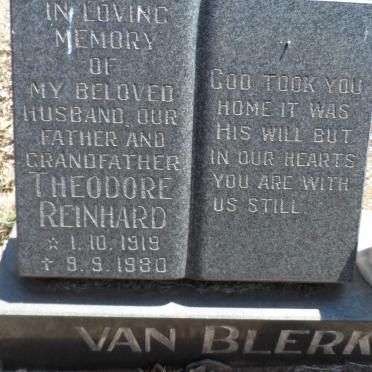 IN LOVING
MEMORY
OF
MY BELOVED
HUSBAND, OUR
FATHER AND
GRANDFATHER
THEODORE
REINHARD
☆ 1.10.1919
✝ 9.9.1980
GOD TOOK YOU
HOME IT WAS
HIS WILL BUT
IN OUR HEARTS
YOU ARE WITH
US STILL.
VAN BLERK